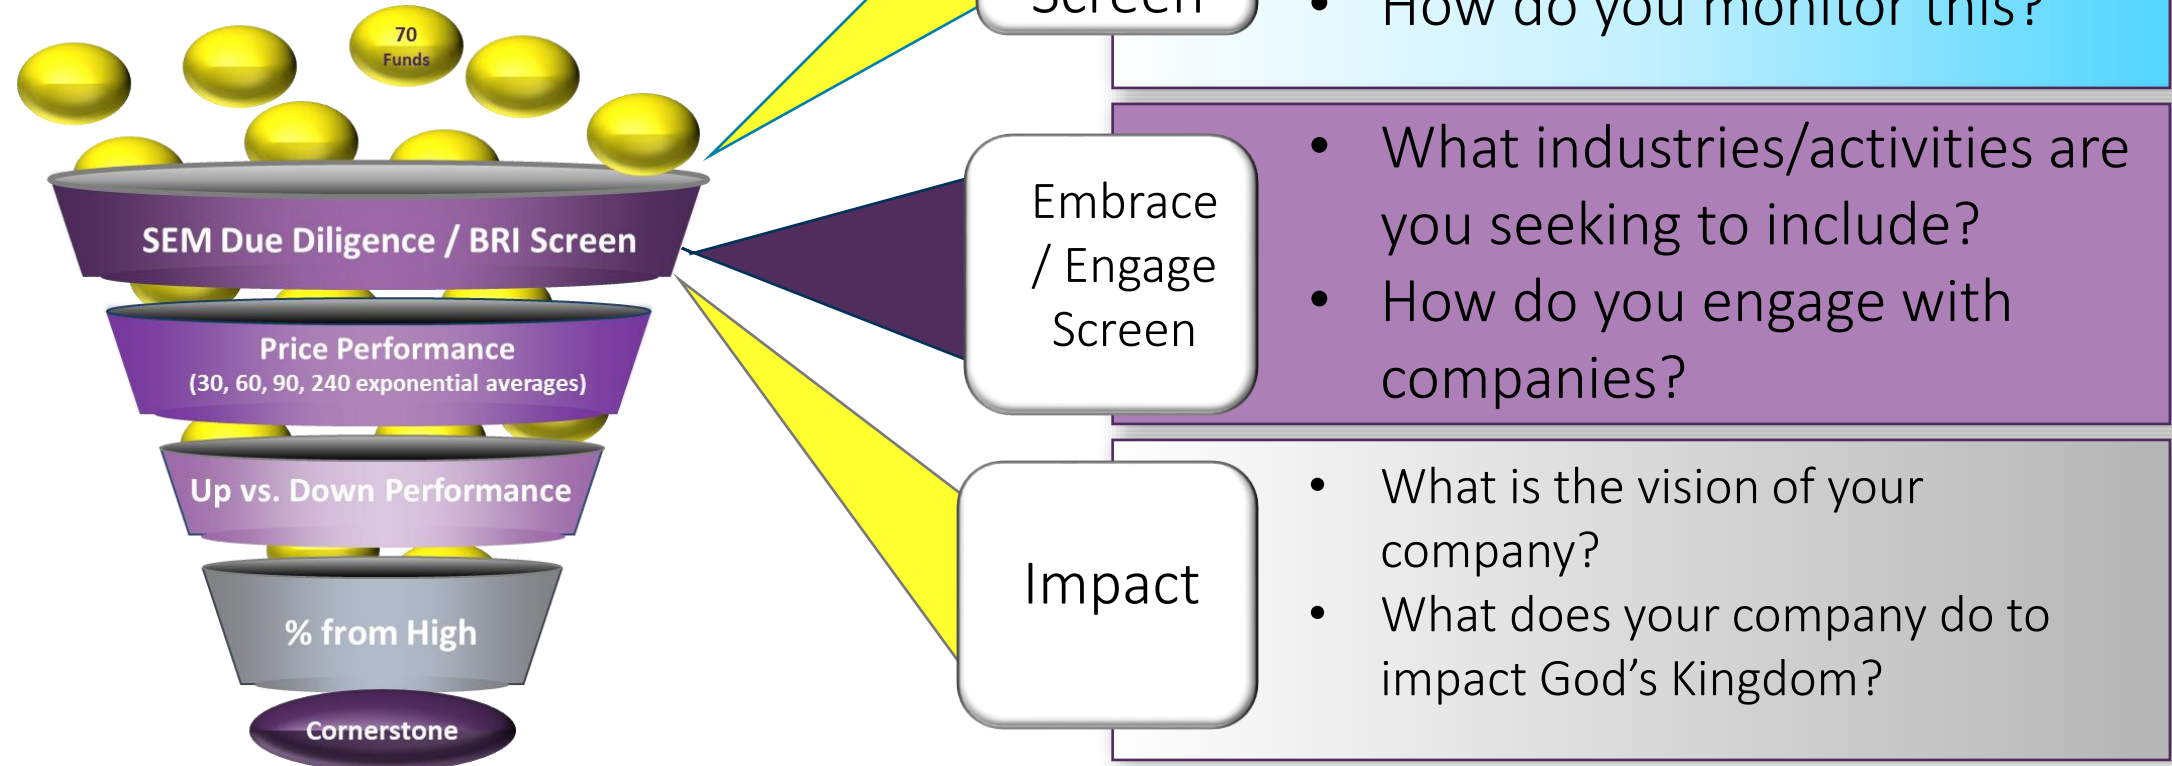 70
Funds
SEM Due Diligence / BRI Screen
Price Performance
(30, 60, 90, 240 exponential averages)
Up vs. Down Performance
% from High
Cornerstone
Screen
• How do you monitor this?
Embrace
/ Engage
Screen
• What industries/activities are
you seeking to include?
• How do you engage with
companies?
Impact
• What is the vision of your
company?
• What does your company do to
impact God’s Kingdom?